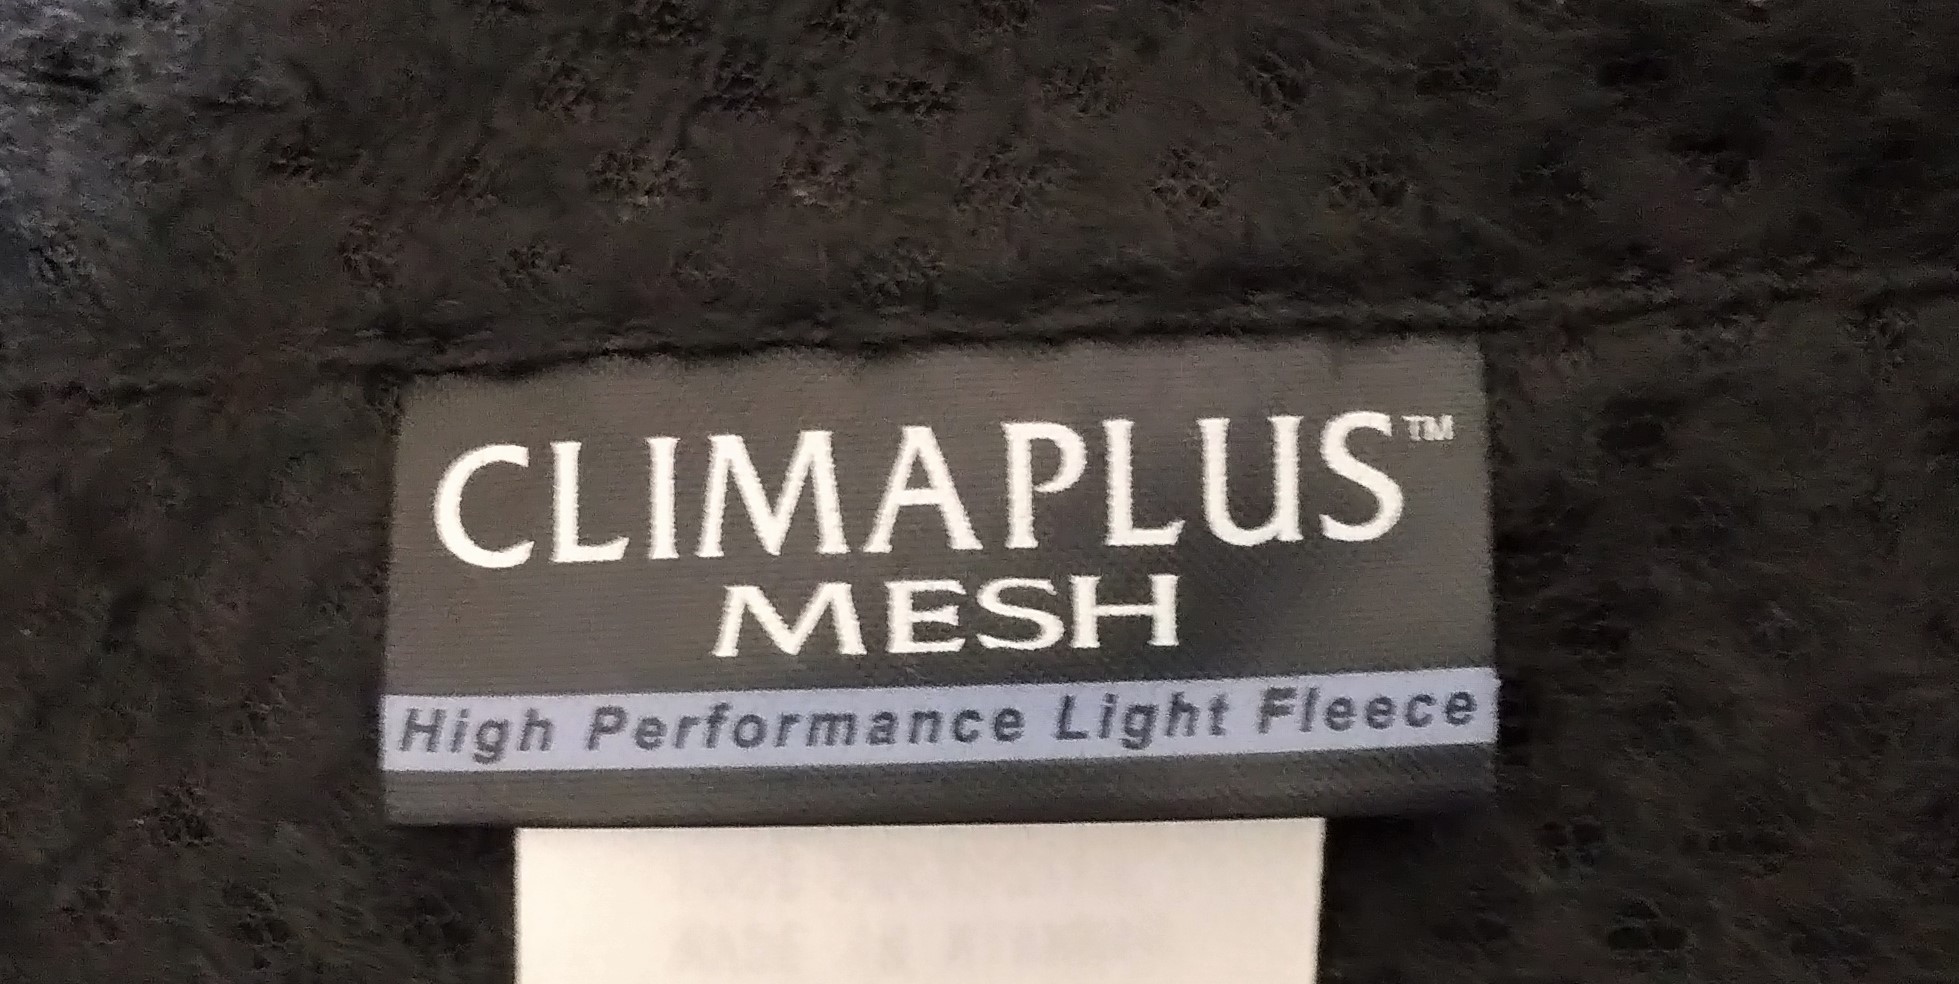 CLIMAPLUS™
MESH
High Performance Light Fleece